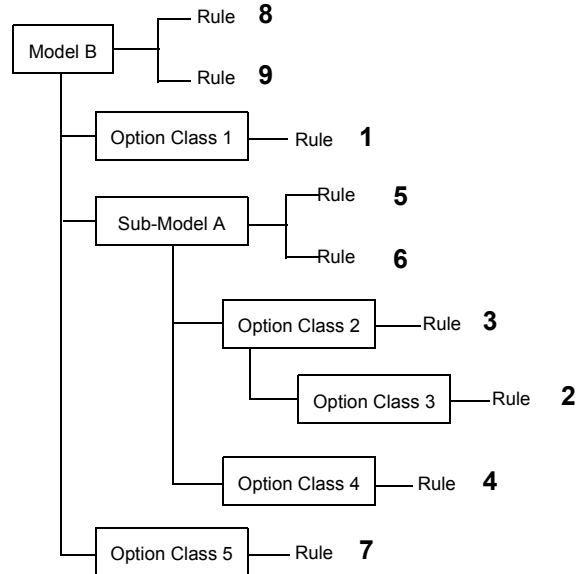 Rule 8
Model B
Rule 9
Option Class 1 Rule 1
Rule 5
Sub-Model A
Rule 6
Option Class 2 Rule 3
Option Class 3 Rule 2
Option Class 4 Rule 4
Option Class 5 Rule 7